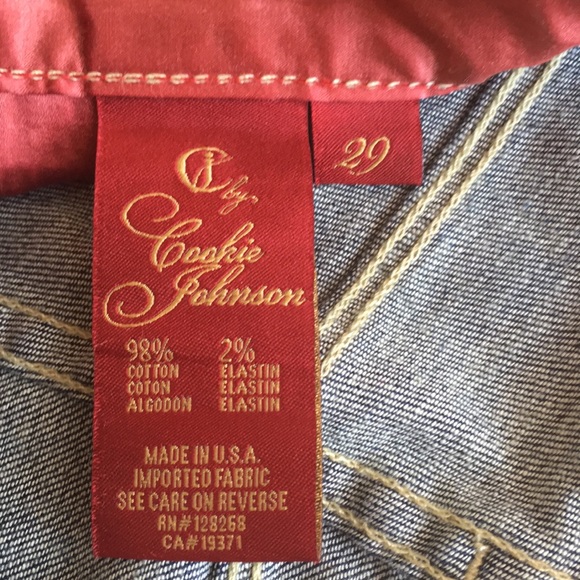 CJ by
Cookie
Johnson
29
98% 2%
COTTON ELASTIN
COTON ELASTIN
ALGODON ELASTIN
MADE IN U.S.A.
IMPORTED FABRIC
SEE CARE ON REVERSE
RN#128268
CA#19371